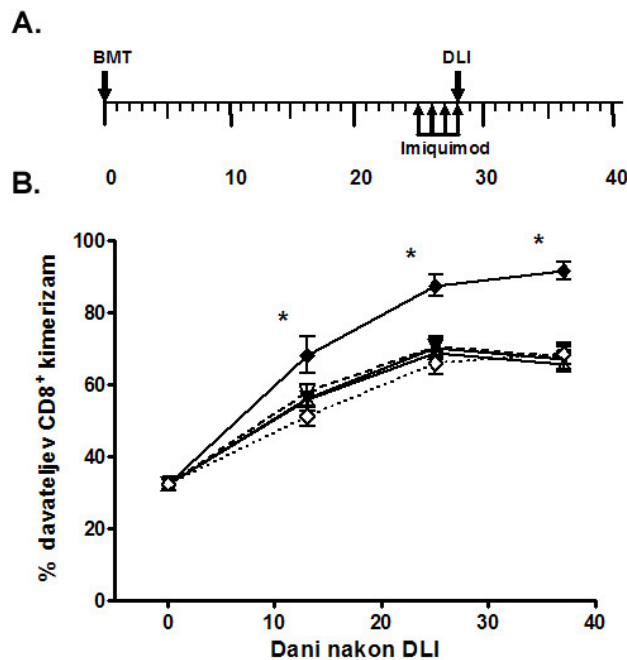 A.
BMT
DLI
Imiquimod
0 10 20 30 40
B.
100
80
60
40
20
0
* * *
% davateljev CD8+ kimerizam
0 10 20 30 40
Dani nakon DLI